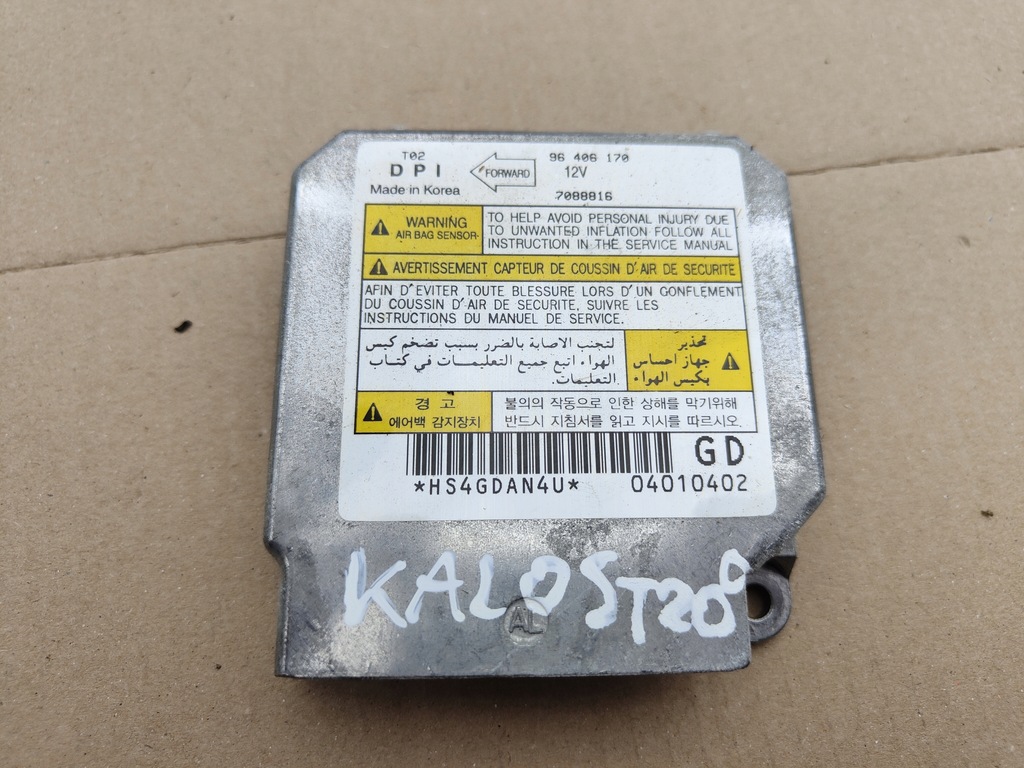 T02
DPI
Made in Korea
FORWARD
96 406 170
12V
7088816
WARNING
AIR BAG SENSOR
TO HELP AVOID PERSONAL INJURY DUE
TO UNWANTED INFLATION FOLLOW ALL
INSTRUCTION IN THE SERVICE MANUAL
AVERTISSEMENT CAPTEUR DE COUSSIN D'AIR DE SECURITE
AFIN D'EVITER TOUTE BLESSURE LORS D'UN GONFLEMENT
DU COUSSIN D'AIR DE SECURITE, SUIVRE LES
INSTRUCTIONS DU MANUEL DE SERVICE.
تحذير
جهاز احساس
بكيس الهواء
لتجنب الاصابة بالضرر بسبب تضخم كيس
الهواء اتبع جميع التعليمات في كتاب
التعليمات.
경 고
에어백 감지장치
불의의 작동으로 인한 상해를 막기위해
반드시 지침서를 읽고 지시를 따르시오.
GD
*HS4GDAN4U*
04010402
KALOS T208
AL